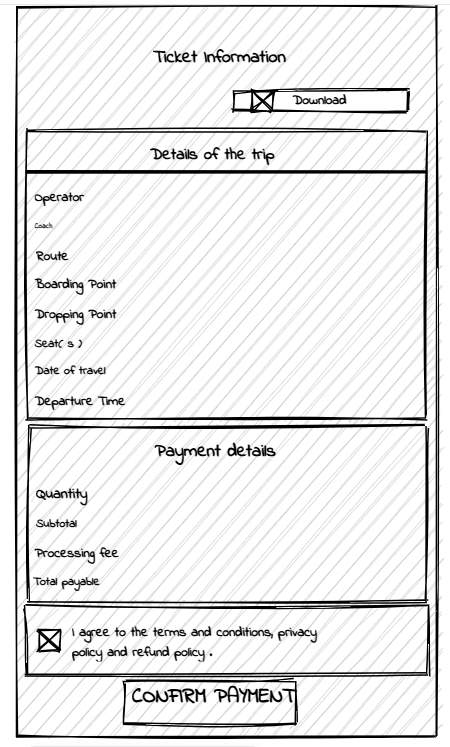 Ticket Information
Download
Details of the trip
Operator
Coach
Route
Boarding Point
Dropping Point
Seat( s )
Date of travel
Departure Time
Payment details
Quantity
Subtotal
Processing fee
Total payable
I agree to the terms and conditions, privacy
policy and refund policy .
CONFIRM PAYMENT